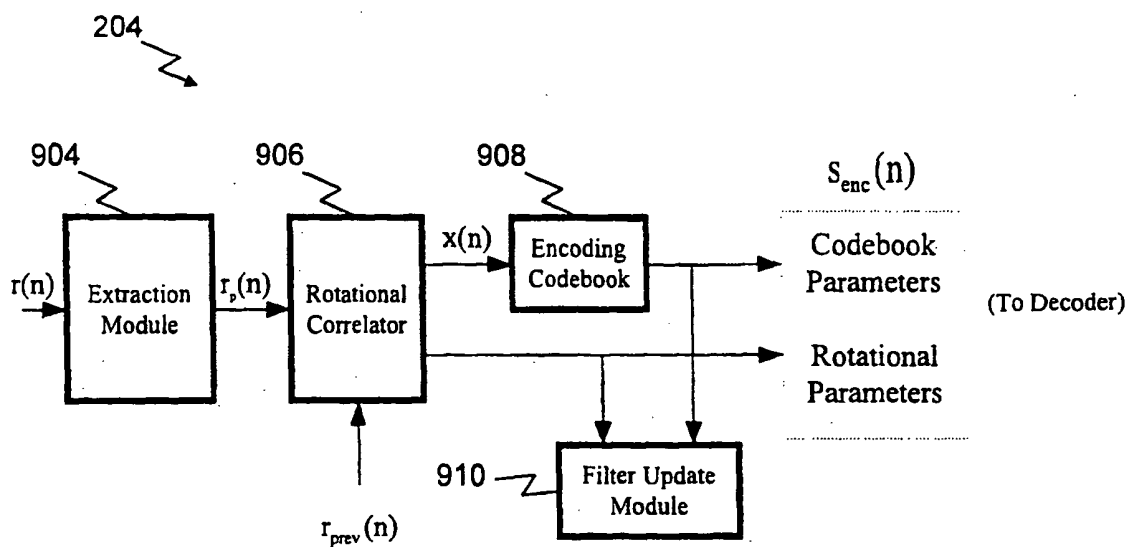 204
904
906
908
s_enc(n)
r(n)
Extraction
Module
r_p(n)
Rotational
Correlator
x(n)
Encoding
Codebook
Codebook
Parameters
(To Decoder)
Rotational
Parameters
910
Filter Update
Module
r_prev(n)